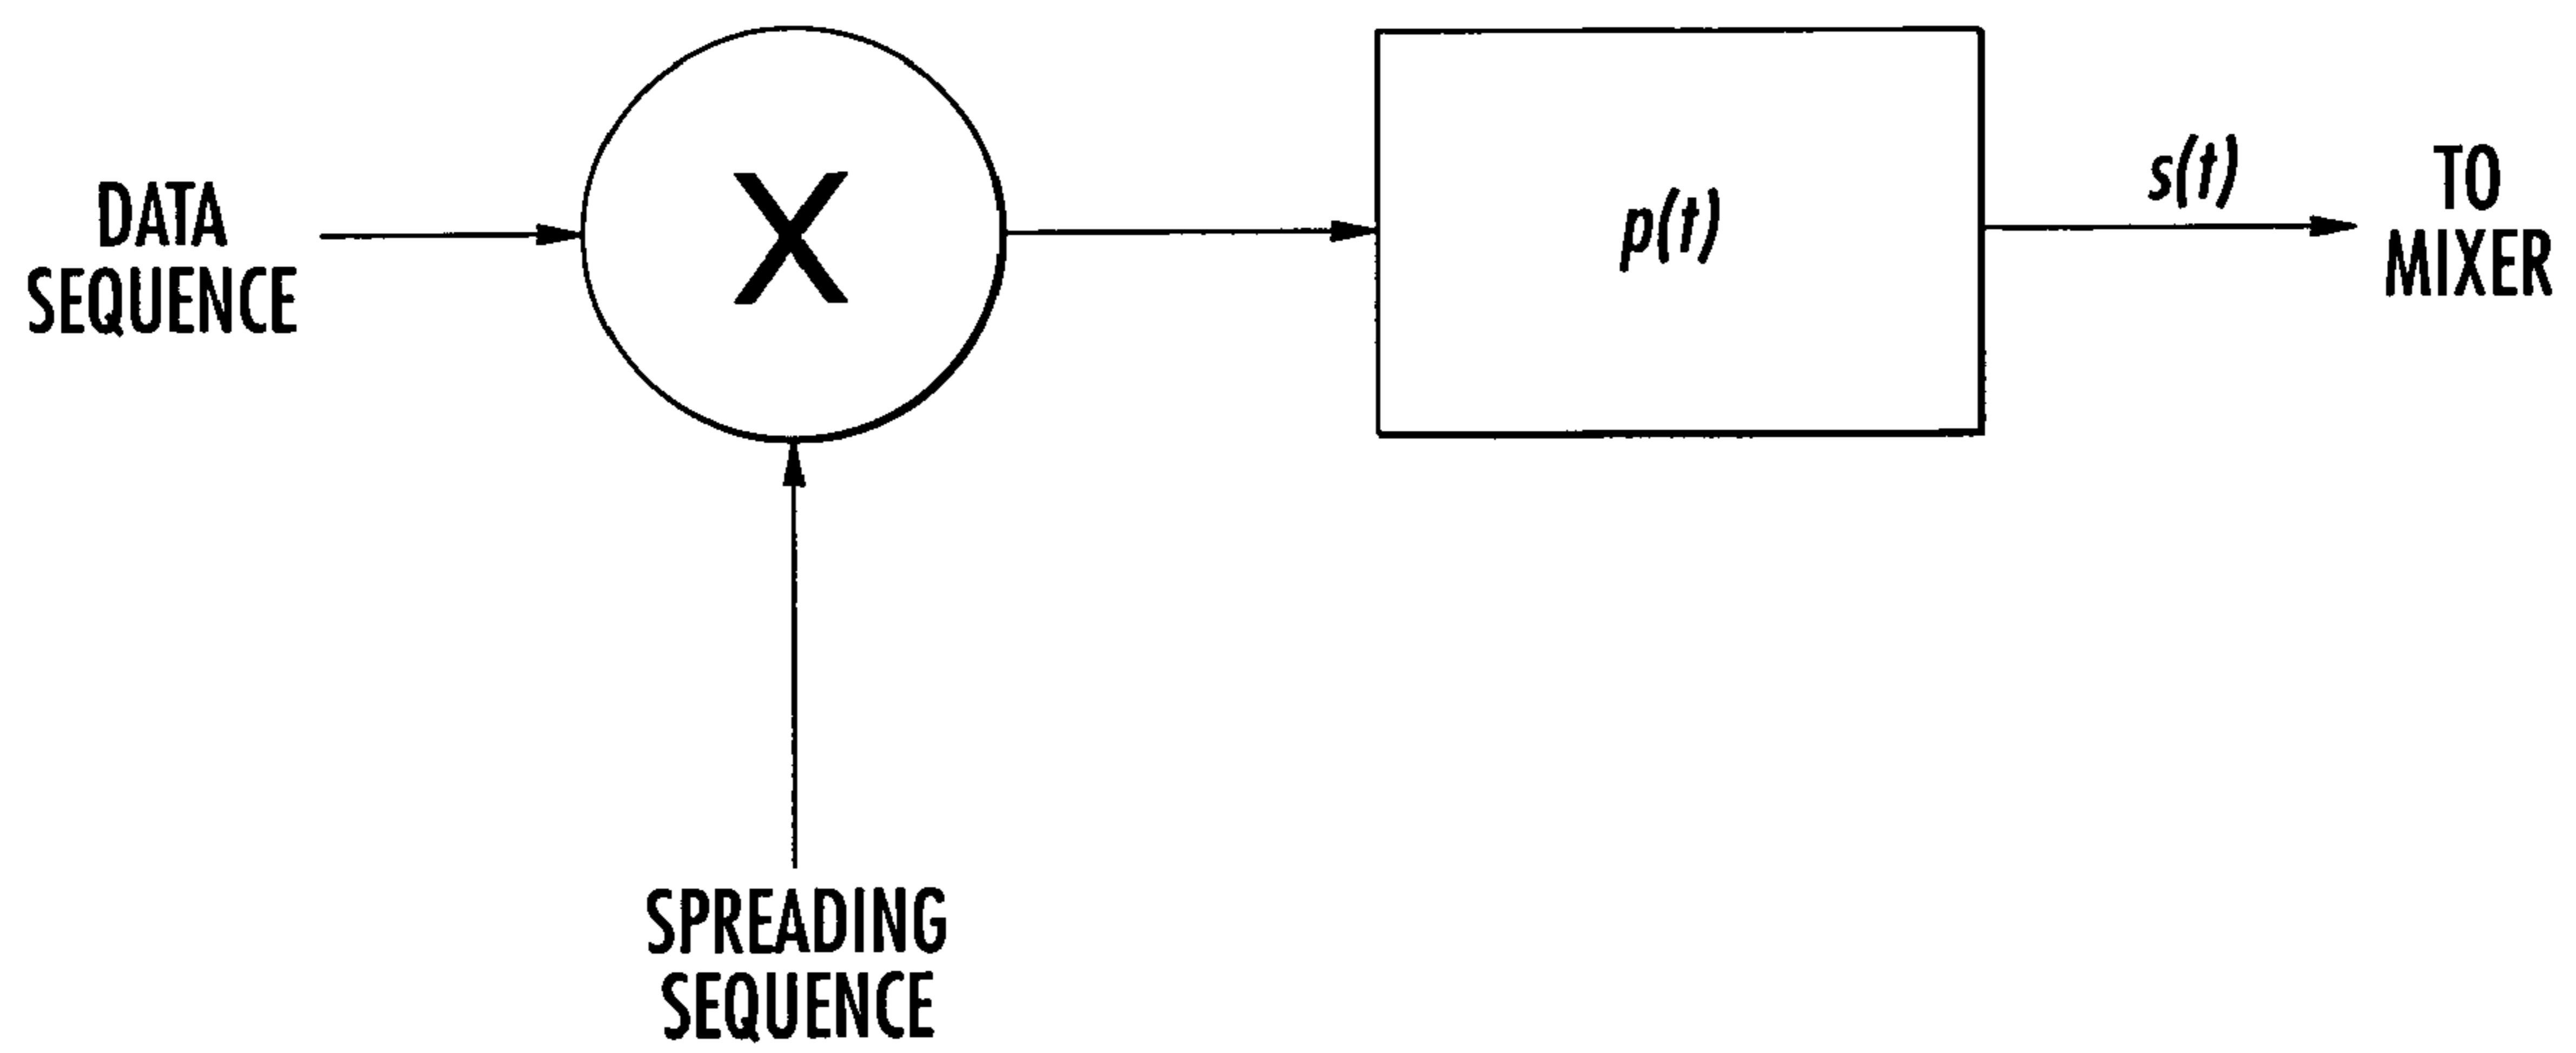 DATA
SEQUENCE
X
p(t)
s(t)
TO
MIXER
SPREADING
SEQUENCE